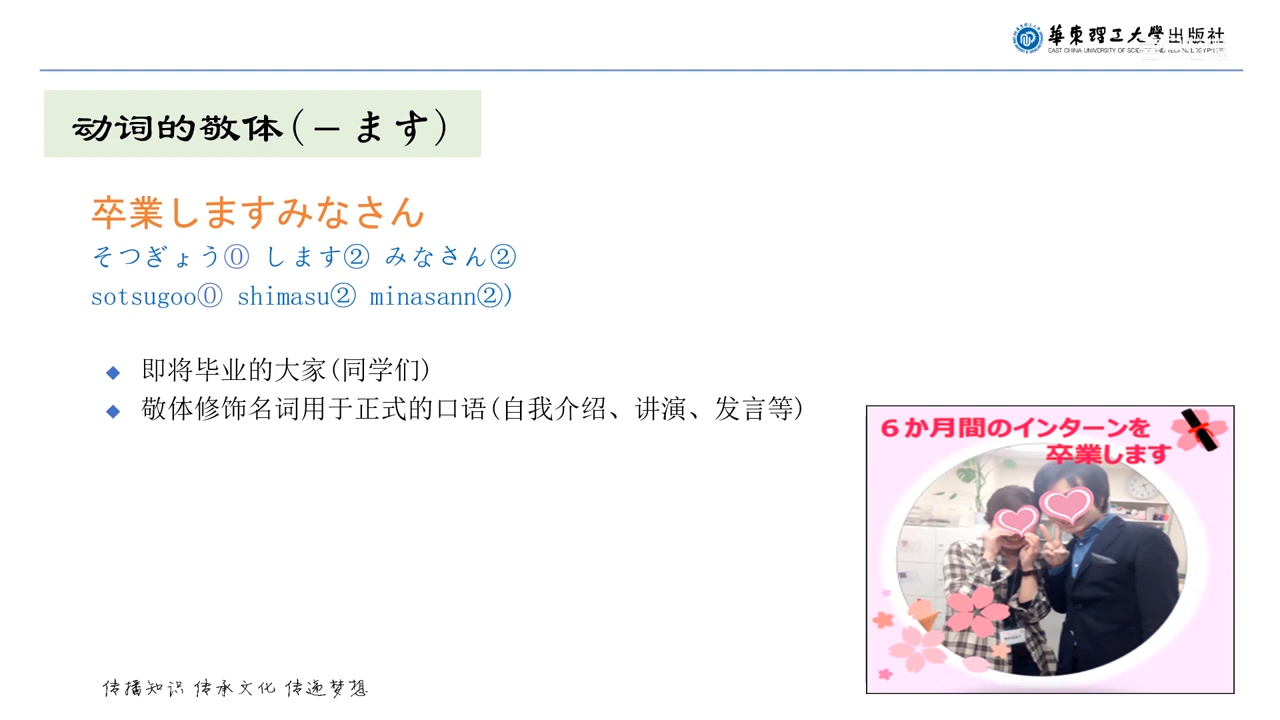 華東理工大學出版社
動词的敬体(-ます)
卒業しますみなさん
そつぎょう⓪ します② みなさん②
sotsugoo⓪ shimasu② minasann②)
即将毕业的大家(同学们)
敬体修饰名词用于正式的口语(自我介绍、讲演、发言等)
6か月間のインターンを
卒業します
传播知识 传承文化 传递梦想